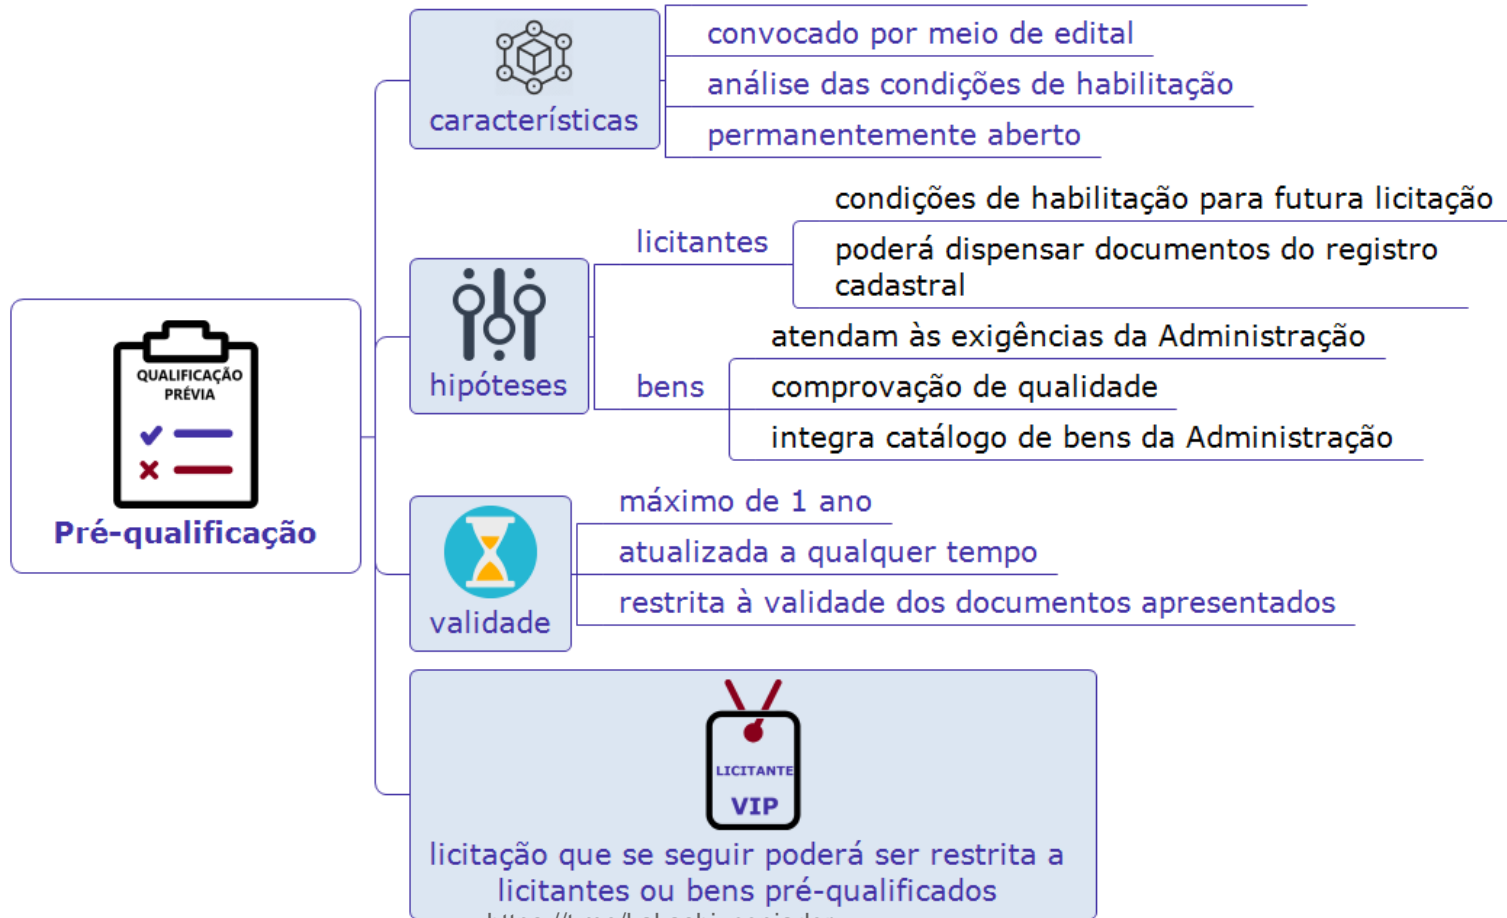 convocado por meio de edital
análise das condições de habilitação
permanentemente aberto
características
condições de habilitação para futura licitação
poderá dispensar documentos do registro
cadastral
licitantes
hipóteses
atendam às exigências da Administração
bens
comprovação de qualidade
integra catálogo de bens da Administração
QUALIFICAÇÃO
PRÉVIA
Pré-qualificação
máximo de 1 ano
atualizada a qualquer tempo
restrita à validade dos documentos apresentados
validade
LICITANTE
VIP
licitação que se seguir poderá ser restrita a
licitantes ou bens pré-qualificados